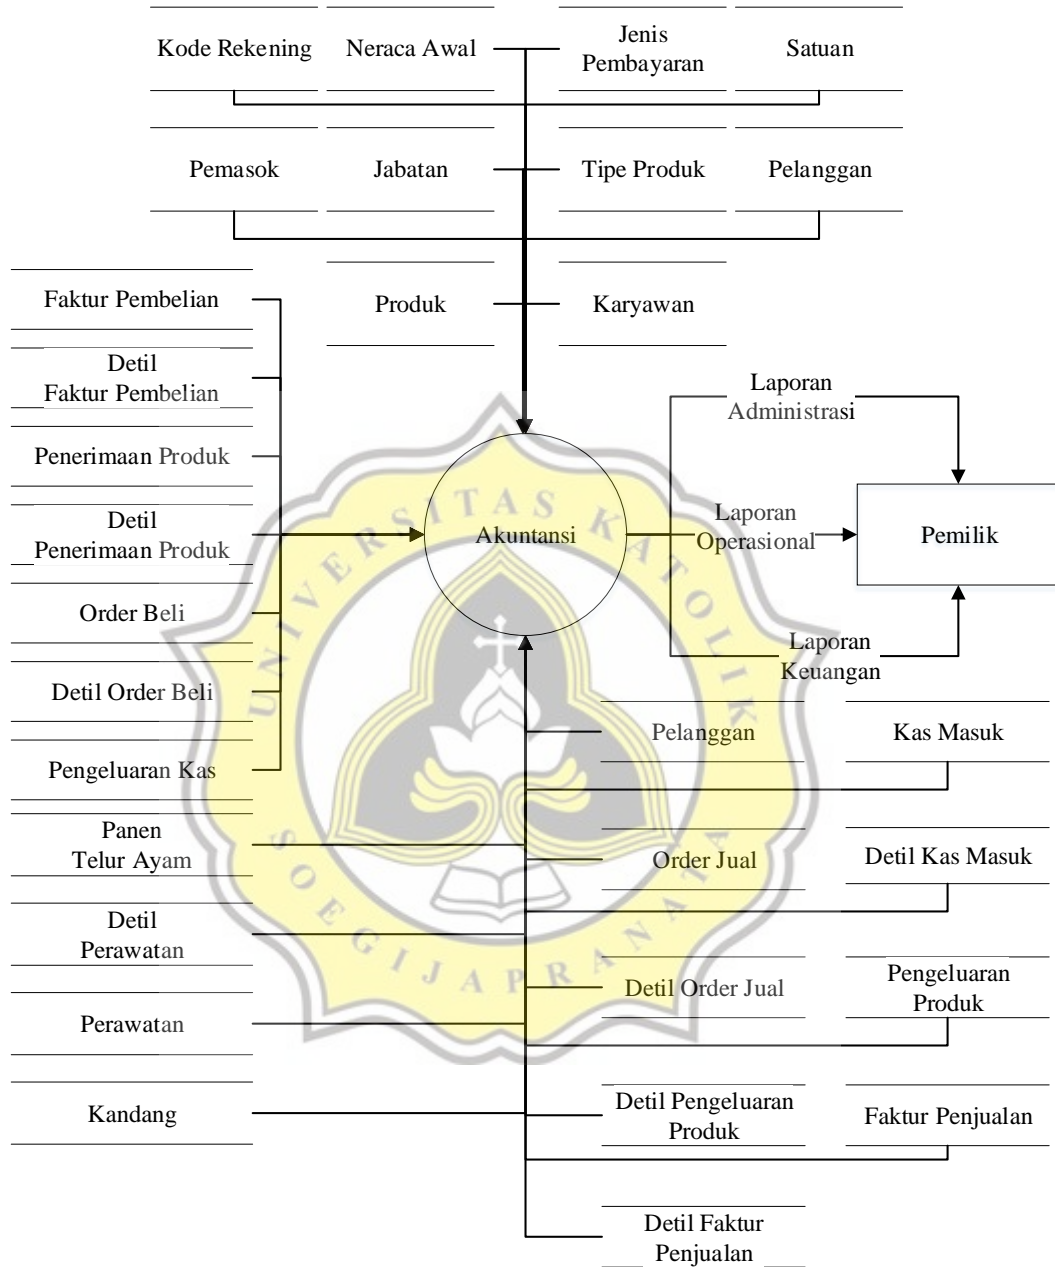 Kode Rekening
Neraca Awal
Jenis
Pembayaran
Satuan
Pemasok
Jabatan
Tipe Produk
Pelanggan
Produk
Karyawan
Faktur Pembelian
Detil
Faktur Pembelian
Penerimaan Produk
Detil
Penerimaan Produk
Order Beli
Detil Order Beli
Pengeluaran Kas
Panen
Telur Ayam
Detil
Perawatan
Perawatan
Kandang
Akuntansi
Laporan
Administrasi
Laporan
Operasional
Laporan
Keuangan
Pemilik
Pelanggan
Kas Masuk
Order Jual
Detil Kas Masuk
Detil Order Jual
Pengeluaran
Produk
Detil Pengeluaran
Produk
Faktur Penjualan
Detil Faktur
Penjualan
UNIVERSITAS KATOLIK
SOEGIJAPRANATA